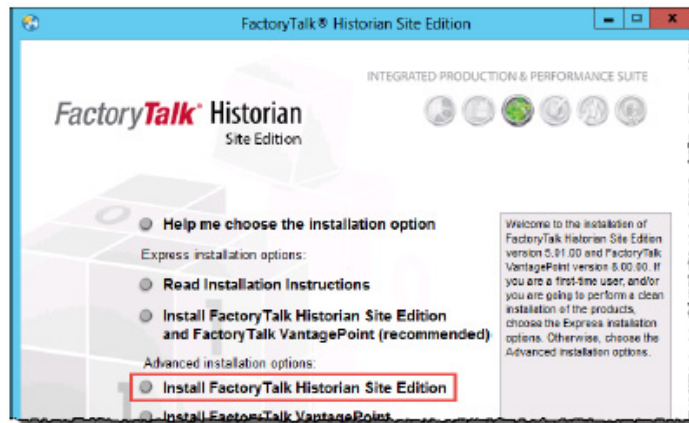 FactoryTalk® Historian Site Edition
INTEGRATED PRODUCTION & PERFORMANCE SUITE
FactoryTalk® Historian
Site Edition
Help me choose the installation option
Express installation options:
Read Installation Instructions
Install FactoryTalk Historian Site Edition
and FactoryTalk VantagePoint (recommended)
Advanced installation options:
Install FactoryTalk Historian Site Edition
Install FactoryTalk VantagePoint
Welcome to the installation of
FactoryTalk Historian Site Edition
version 5.01.00 and FactoryTalk
VantagePoint version 8.00.00. If
you are a first-time user, and/or
you are going to perform a clean
installation of the products,
choose the Express installation
options. Otherwise, choose the
Advanced installation options.